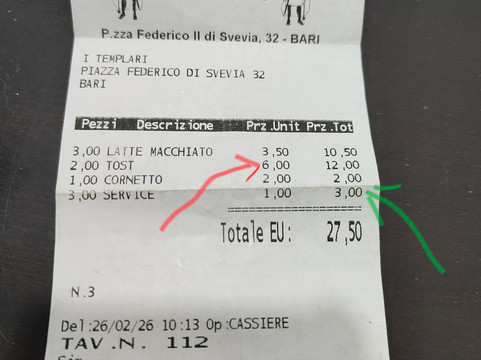 P.zza Federico II di Svevia, 32 - BARI
I TEMPLARI
PIAZZA FEDERICO DI SVEVIA 32
BARI
Pezzi Descrizione Prz.Unit Prz.Tot
3,00 LATTE MACCHIATO 3,50 10,50
2,00 TOST 6,00 12,00
1,00 CORNETTO 2,00 2,00
3,00 SERVICE 1,00 3,00
Totale EU: 27,50
N.3
Del:26/02/26 10:13 Op:CASSIERE
TAV.N. 112